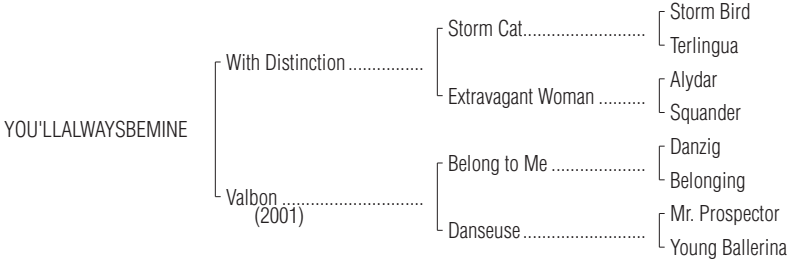 Storm Bird
Storm Cat..........................
Terlingua
With Distinction ................
Alydar
Extravagant Woman ..........
Squander
YOU'LLALWAYSBEMINE
Danzig
Belong to Me ....................
Belonging
Valbon ..............................
(2001)
Mr. Prospector
Danseuse..........................
Young Ballerina